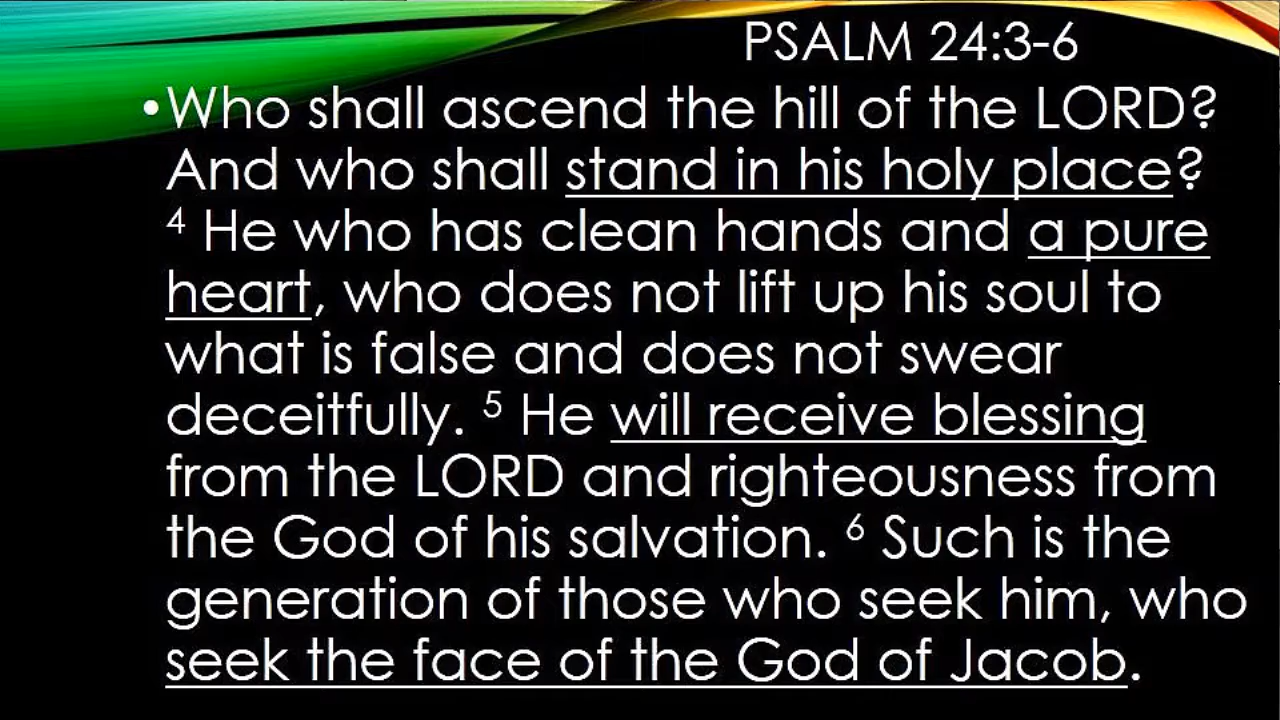 PSALM 24:3-6
•Who shall ascend the hill of the LORD?
And who shall stand in his holy place?
4 He who has clean hands and a pure
heart, who does not lift up his soul to
what is false and does not swear
deceitfully. 5 He will receive blessing
from the LORD and righteousness from
the God of his salvation. 6 Such is the
generation of those who seek him, who
seek the face of the God of Jacob.